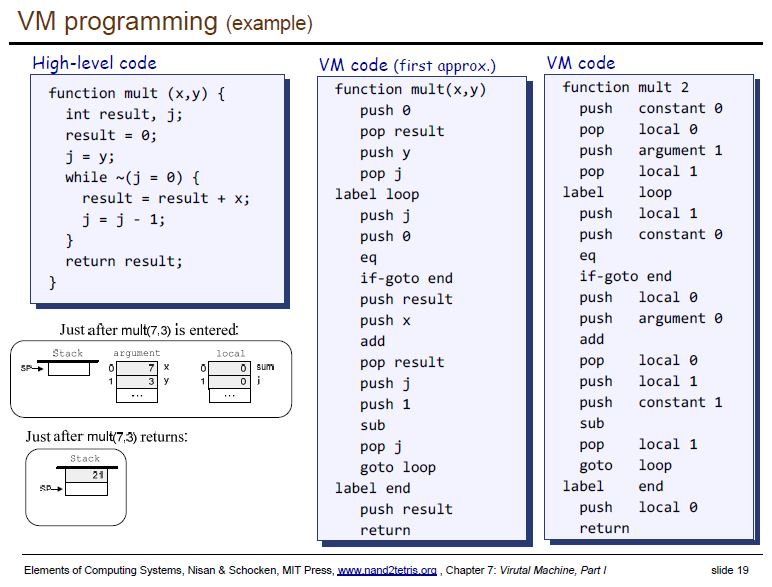 VM programming (example)
High-level code
function mult (x,y) {
int result, j;
result = 0;
j = y;
while ~(j = 0) {
result = result + x;
j = j - 1;
}
return result;
}
Just after mult(7,3) is entered:
Stack argument local
SP 0 7 x 0 0 sum
1 3 y 1 0 j
... ...
Just after mult(7,3) returns:
Stack
21
SP
VM code (first approx.)
function mult(x,y)
push 0
pop result
push y
pop j
label loop
push j
push 0
eq
if-goto end
push result
push x
add
pop result
push j
push 1
sub
pop j
goto loop
label end
push result
return
VM code
function mult 2
push constant 0
pop local 0
push argument 1
pop local 1
label loop
push local 1
push constant 0
eq
if-goto end
push local 0
push argument 0
add
pop local 0
push local 1
push constant 1
sub
pop local 1
goto loop
label end
push local 0
return
Elements of Computing Systems, Nisan & Schocken, MIT Press, www.nand2tetris.org , Chapter 7: Virutal Machine, Part I slide 19